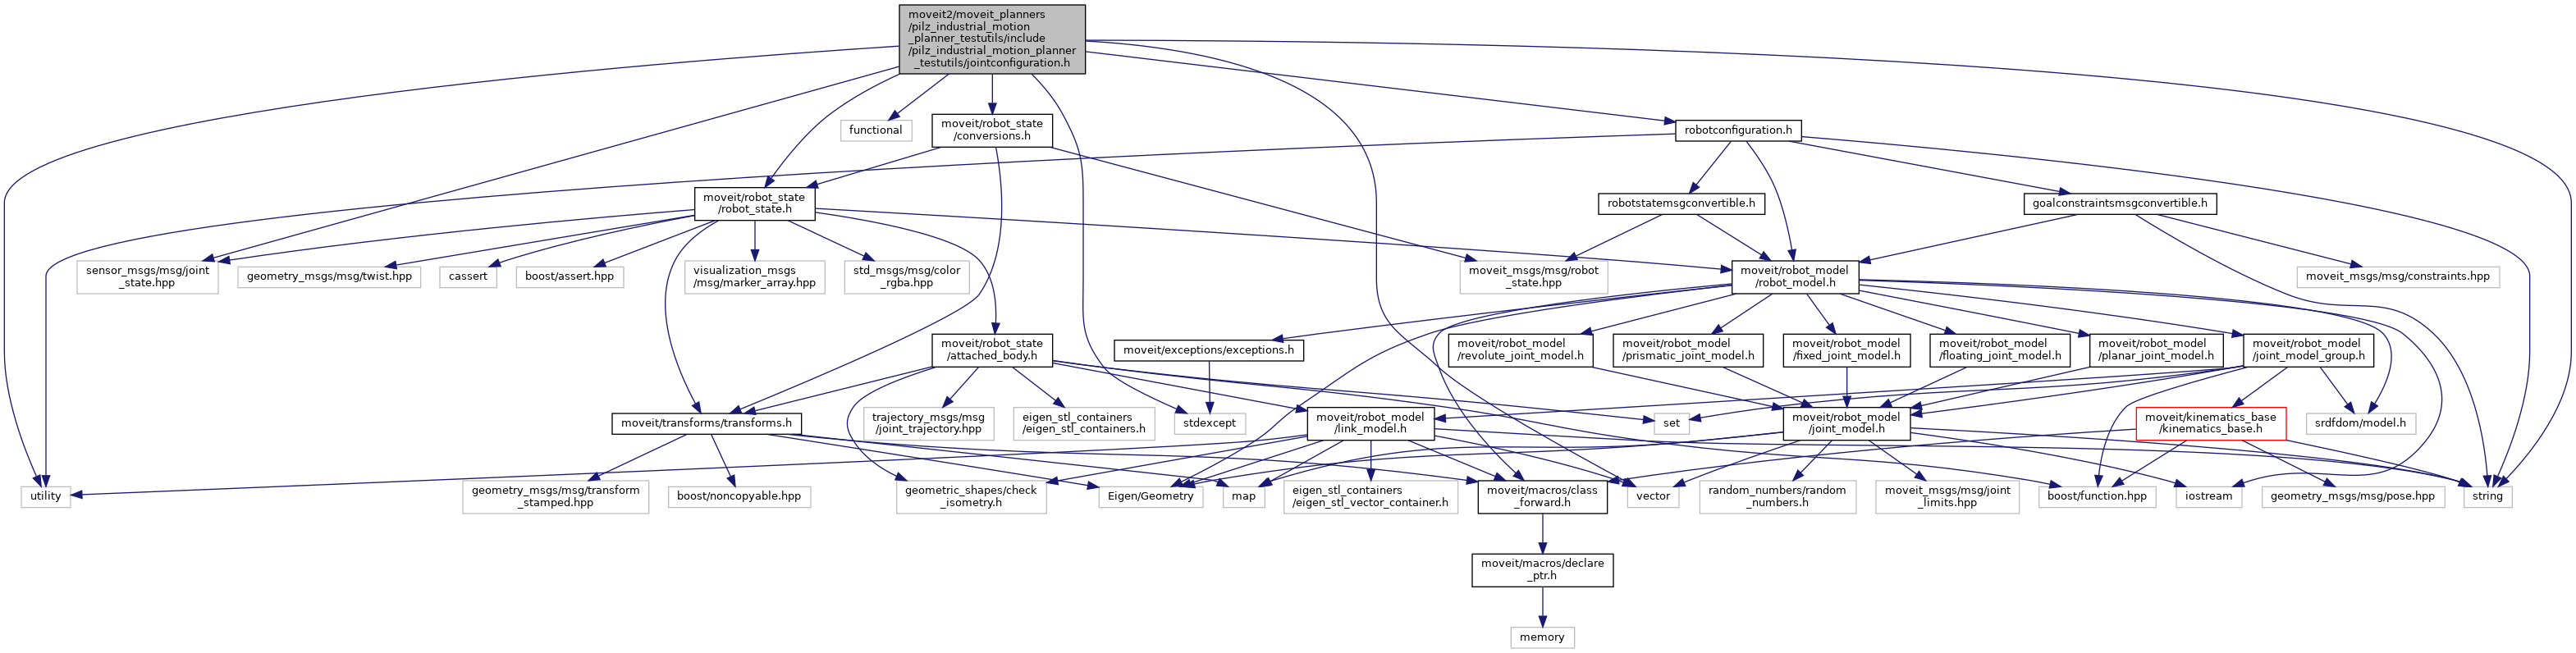 moveit2/moveit_planners
/pilz_industrial_motion
_planner_testutils/include
/pilz_industrial_motion_planner
_testutils/jointconfiguration.h
functional
moveit/robot_state
/conversions.h
robotconfiguration.h
moveit/robot_state
/robot_state.h
robotstatemsgconvertible.h
goalconstraintsmsgconvertible.h
sensor_msgs/msg/joint
_state.hpp
geometry_msgs/msg/twist.hpp
cassert
boost/assert.hpp
visualization_msgs
/msg/marker_array.hpp
std_msgs/msg/color
_rgba.hpp
moveit_msgs/msg/robot
_state.hpp
moveit/robot_model
/robot_model.h
moveit_msgs/msg/constraints.hpp
moveit/robot_state
/attached_body.h
moveit/exceptions/exceptions.h
moveit/robot_model
/revolute_joint_model.h
moveit/robot_model
/prismatic_joint_model.h
moveit/robot_model
/fixed_joint_model.h
moveit/robot_model
/floating_joint_model.h
moveit/robot_model
/planar_joint_model.h
moveit/robot_model
/joint_model_group.h
moveit/transforms/transforms.h
trajectory_msgs/msg
/joint_trajectory.hpp
eigen_stl_containers
/eigen_stl_containers.h
stdexcept
moveit/robot_model
/link_model.h
set
moveit/robot_model
/joint_model.h
moveit/kinematics_base
/kinematics_base.h
srdfdom/model.h
utility
geometry_msgs/msg/transform
_stamped.hpp
boost/noncopyable.hpp
geometric_shapes/check
_isometry.h
Eigen/Geometry
map
eigen_stl_containers
/eigen_stl_vector_container.h
moveit/macros/class
_forward.h
vector
random_numbers/random
_numbers.h
moveit_msgs/msg/joint
_limits.hpp
boost/function.hpp
iostream
geometry_msgs/msg/pose.hpp
string
moveit/macros/declare
_ptr.h
memory